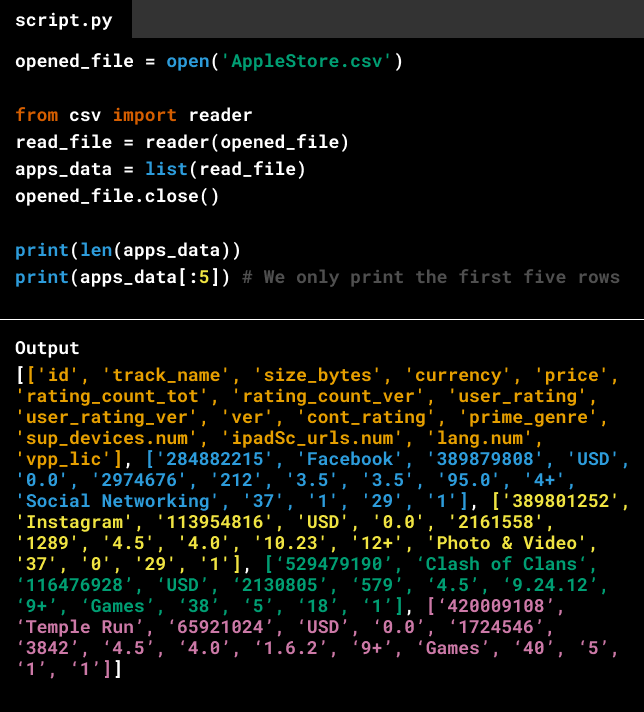 script.py
opened_file = open('AppleStore.csv')
from csv import reader
read_file = reader(opened_file)
apps_data = list(read_file)
opened_file.close()
print(len(apps_data))
print(apps_data[:5]) # We only print the first five rows
Output
[['id', 'track_name', 'size_bytes', 'currency', 'price',
'rating_count_tot', 'rating_count_ver', 'user_rating',
'user_rating_ver', 'ver', 'cont_rating', 'prime_genre',
'sup_devices.num', 'ipadSc_urls.num', 'lang.num',
'vpp_lic'], ['284882215', 'Facebook', '389879808', 'USD',
'0.0', '2974676', '212', '3.5', '3.5', '95.0', '4+',
'Social Networking', '37', '1', '29', '1'], ['389801252',
'Instagram', '113954816', 'USD', '0.0', '2161558',
'1289', '4.5', '4.0', '10.23', '12+', 'Photo & Video',
'37', '0', '29', '1'], ['529479190', ‘Clash of Clans’,
‘116476928’, ‘USD’, ‘2130805’, ‘579’, ‘4.5’, ‘9.24.12’,
‘9+’, ‘Games’, ‘38’, ‘5’, ‘18’, ‘1’], [‘420009108’,
‘Temple Run’, ‘65921024’, ‘USD’, ‘0.0’, ‘1724546’,
‘3842’, ‘4.5’, ‘4.0’, ‘1.6.2’, ‘9+’, ‘Games’, ‘40’, ‘5’,
‘1’, ‘1’]]